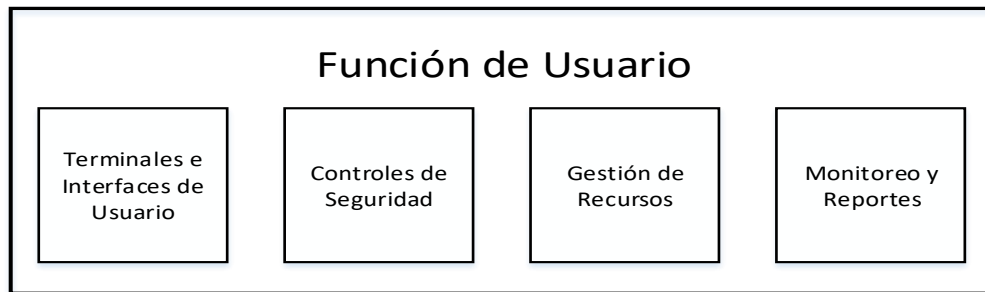 Función de Usuario
Terminales e
Interfaces de
Usuario
Controles de
Seguridad
Gestión de
Recursos
Monitoreo y
Reportes